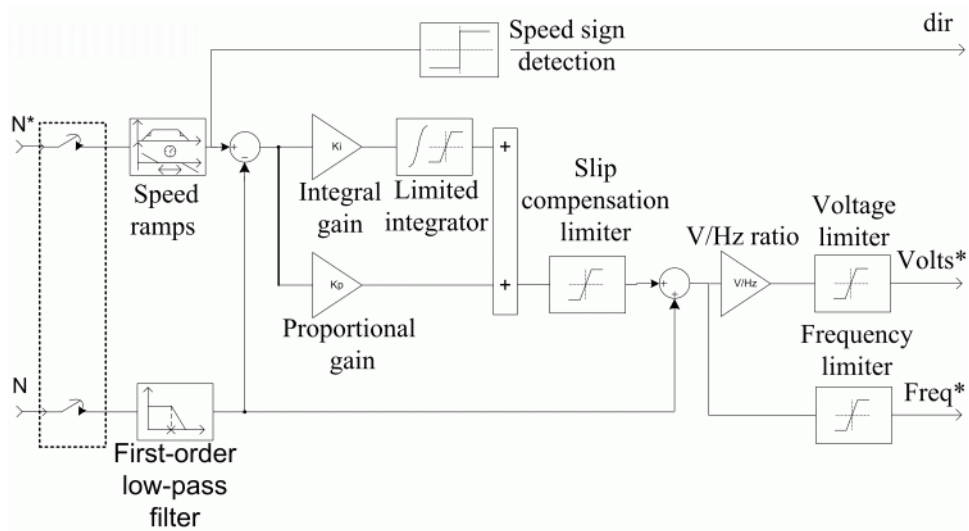 Speed sign
detection
dir
N*
Speed
ramps
+
−
Ki
Integral
gain
Limited
integrator
+
+
Kp
Proportional
gain
Slip
compensation
limiter
+
+
V/Hz ratio
V/Hz
Voltage
limiter
Volts*
Frequency
limiter
Freq*
N
First-order
low-pass
filter